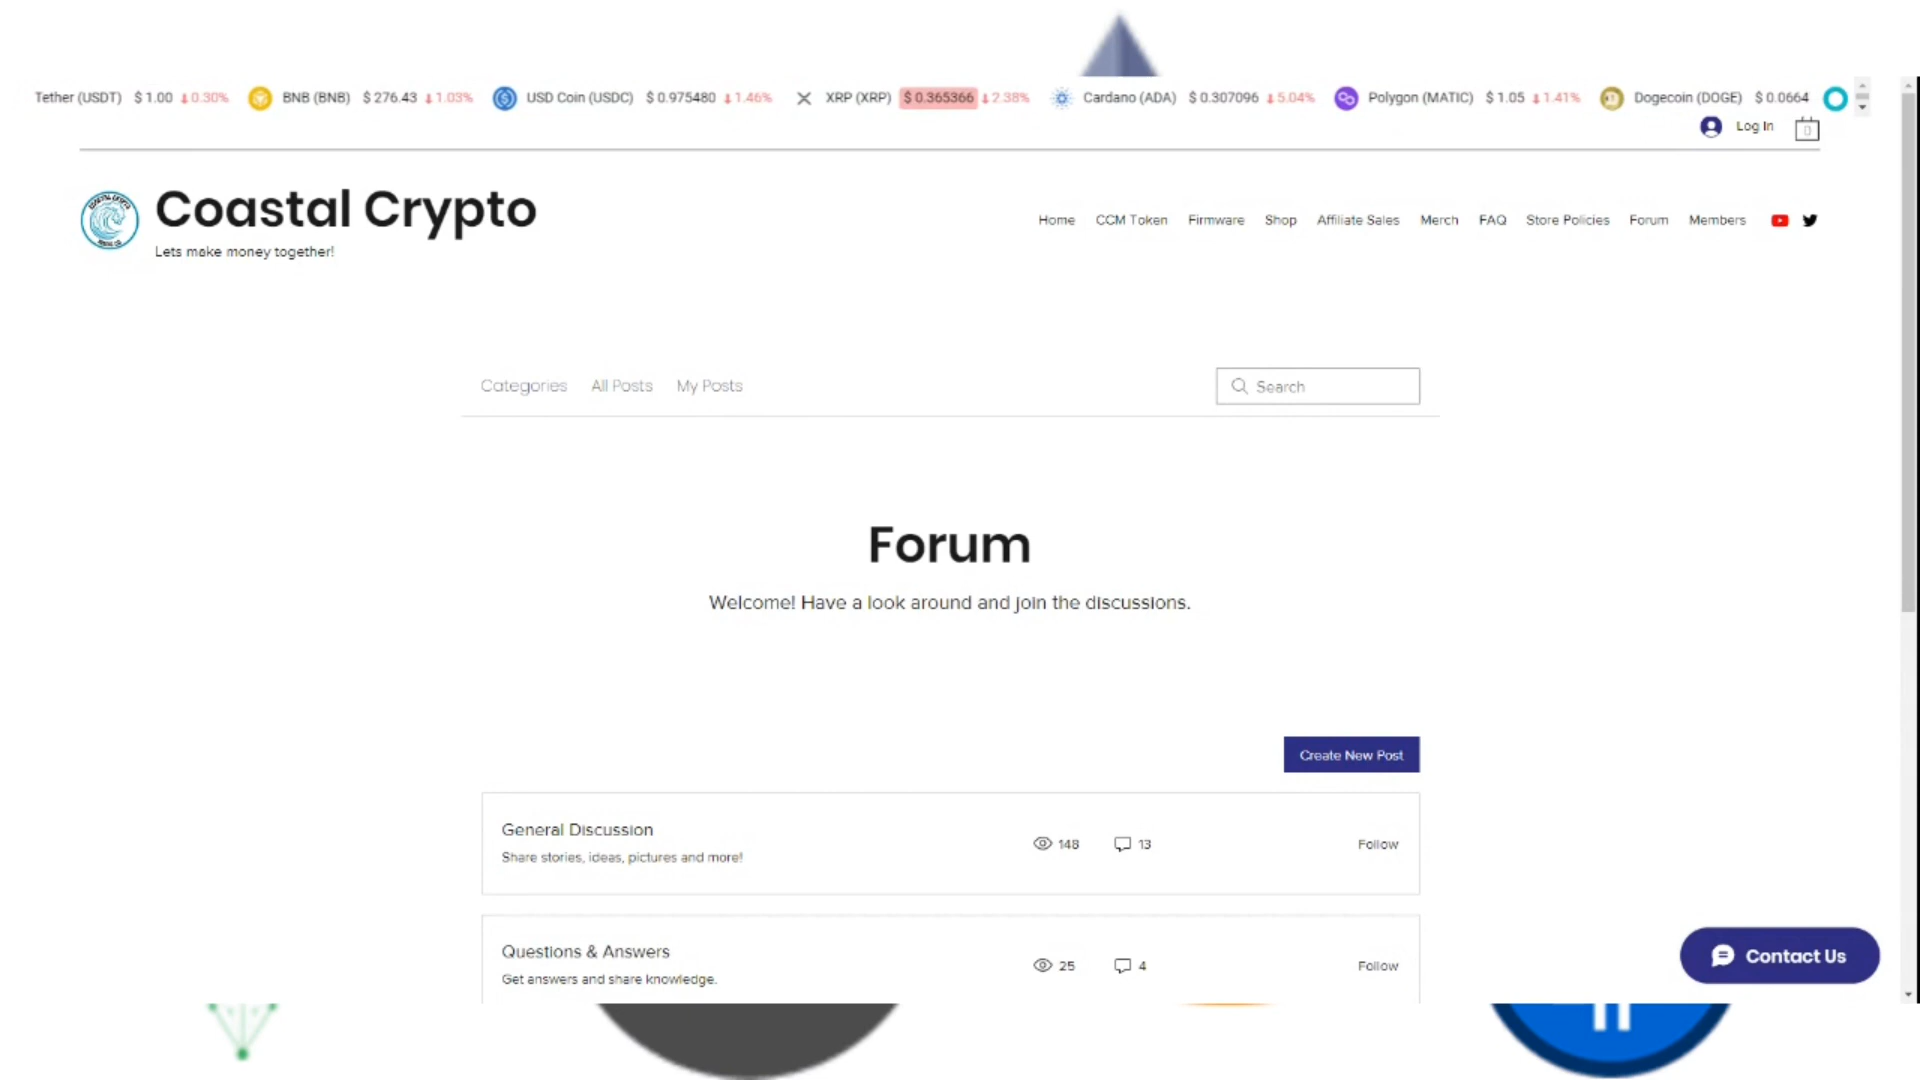 Tether (USDT) $ 1.00 ↓0.30% BNB (BNB) $ 276.43 ↓1.03% USD Coin (USDC) $ 0.975480 ↓1.46% XRP (XRP) $ 0.365366 ↓2.38% Cardano (ADA) $ 0.307096 ↓5.04% Polygon (MATIC) $ 1.05 ↓1.41% Dogecoin (DOGE) $ 0.0664
Log In 0
Coastal Crypto
Lets make money together!
Home CCM Token Firmware Shop Affiliate Sales Merch FAQ Store Policies Forum Members
Categories All Posts My Posts Search
Forum
Welcome! Have a look around and join the discussions.
Create New Post
General Discussion
Share stories, ideas, pictures and more!
148 13 Follow
Questions & Answers
Get answers and share knowledge.
25 4 Follow
Contact Us